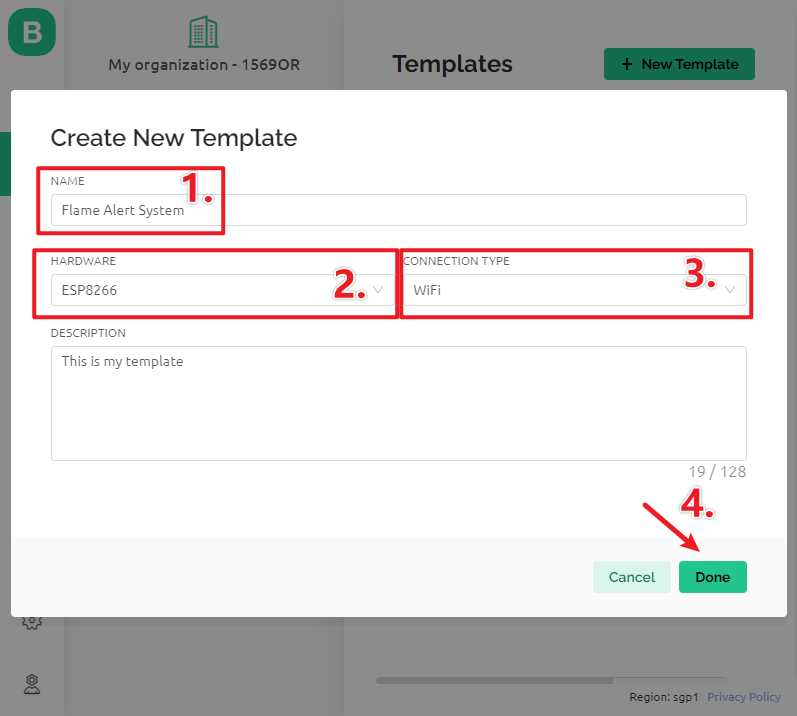 B
My organization - 1569OR
Templates
+ New Template
Create New Template
NAME
1.
Flame Alert System
HARDWARE
CONNECTION TYPE
ESP8266
2.
WiFi
3.
DESCRIPTION
This is my template
19 / 128
4.
Cancel
Done
Region: sgp1
Privacy Policy